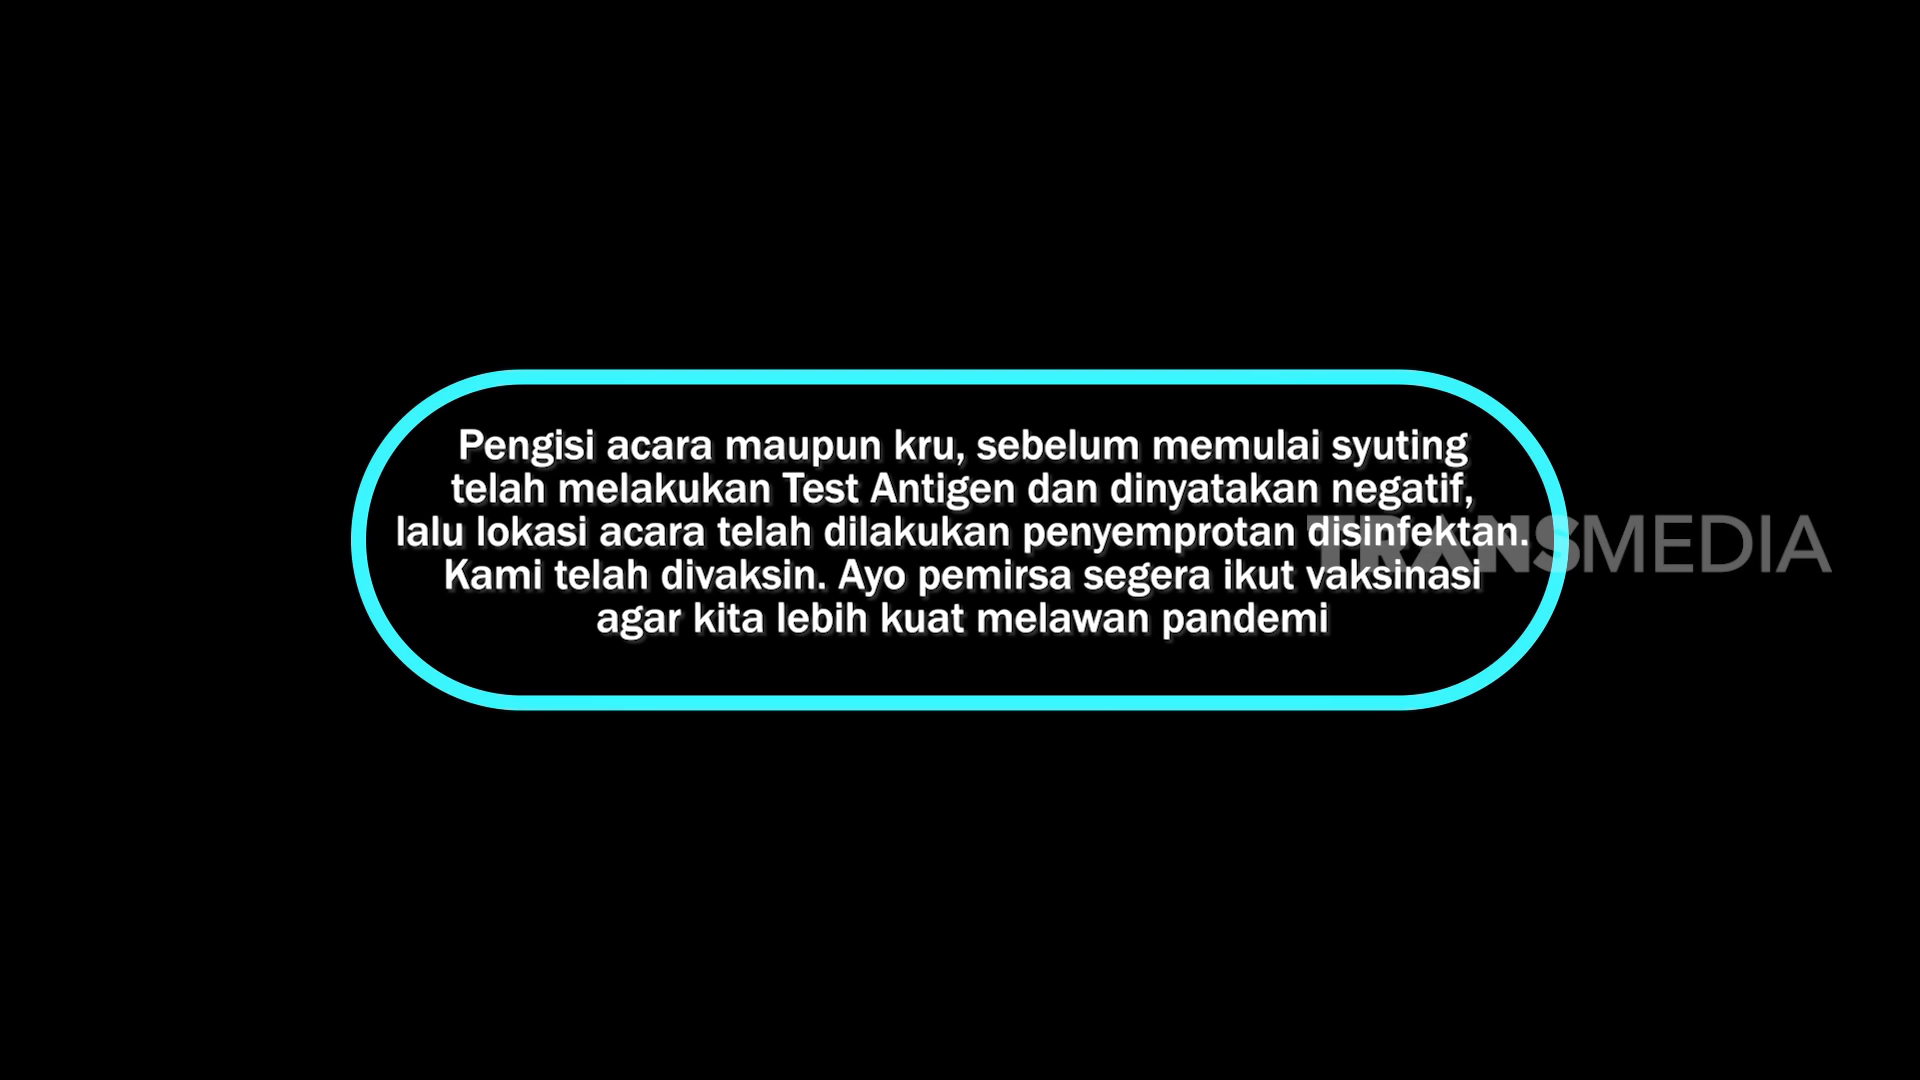 Pengisi acara maupun kru, sebelum memulai syuting
telah melakukan Test Antigen dan dinyatakan negatif,
lalu lokasi acara telah dilakukan penyemprotan disinfektan.
Kami telah divaksin. Ayo pemirsa segera ikut vaksinasi
agar kita lebih kuat melawan pandemi
TRANSMEDIA